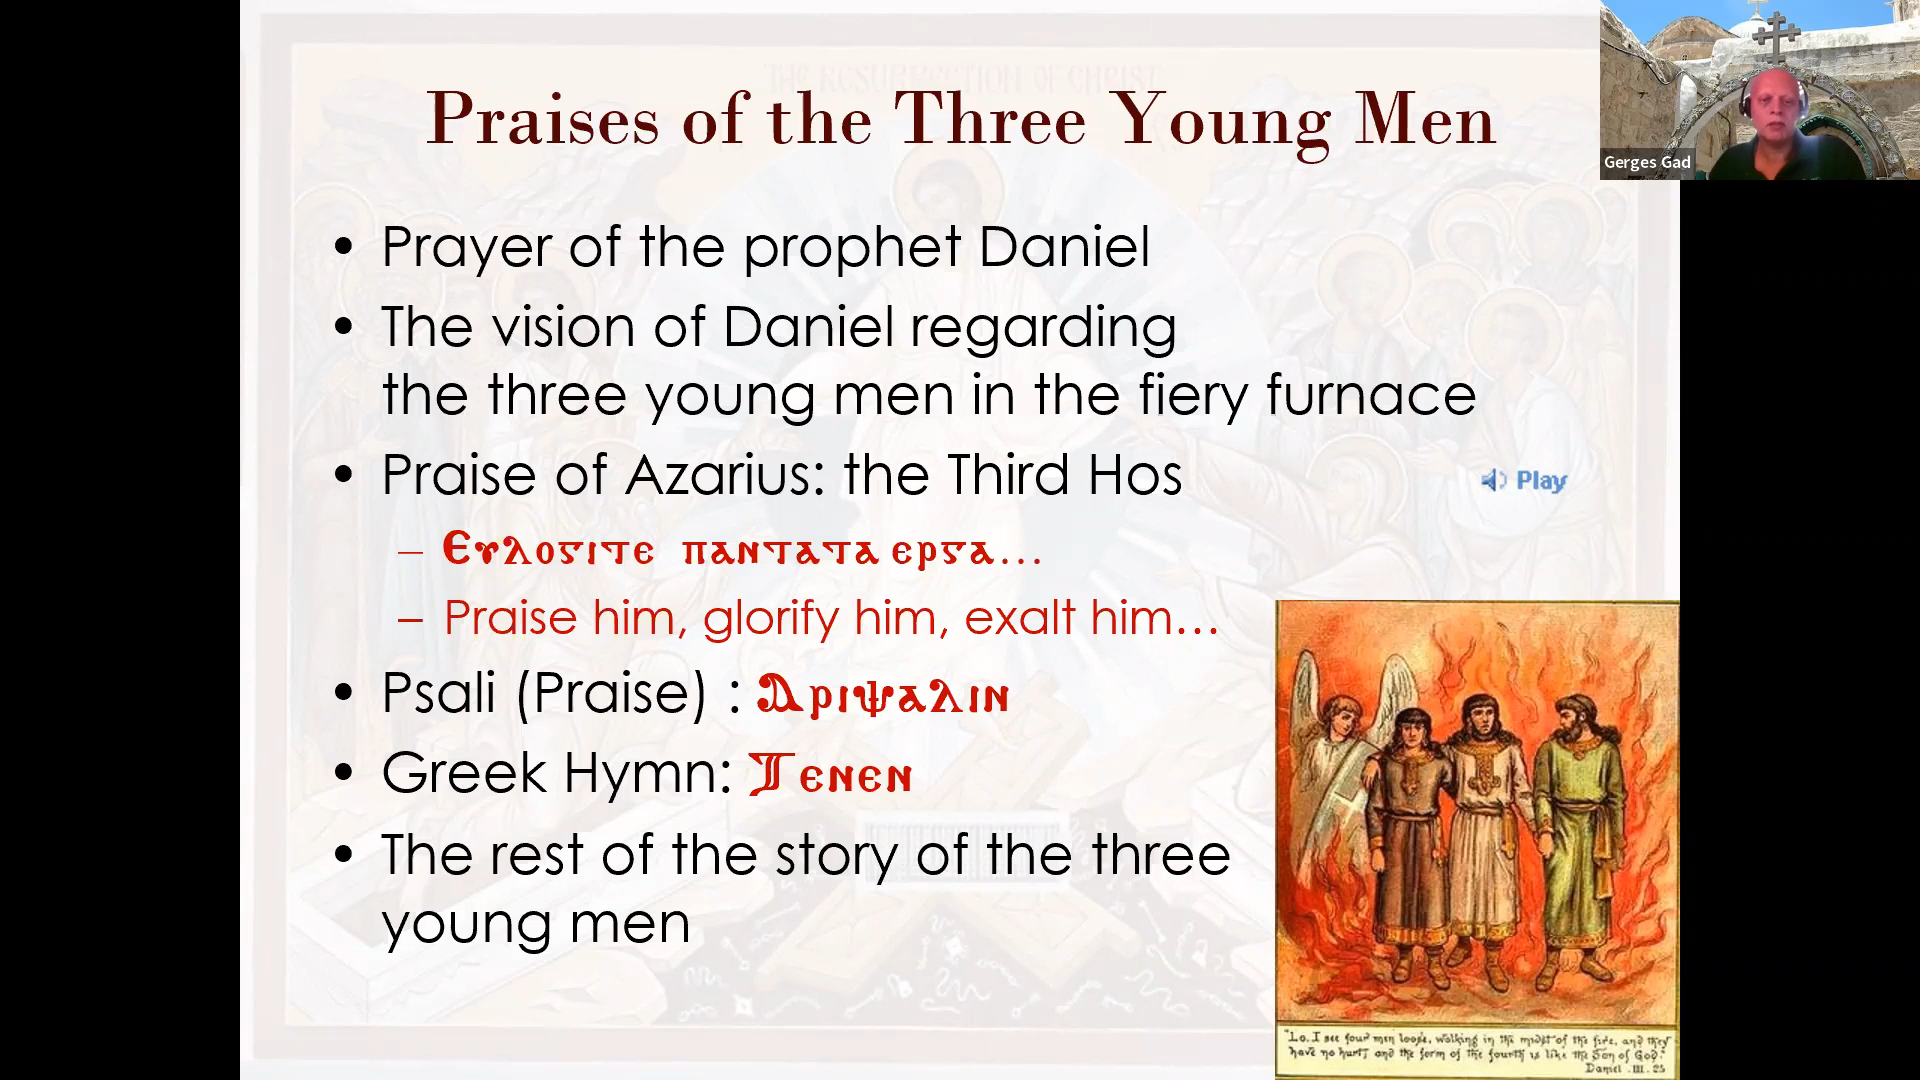 THE RESURRECTION OF CHRIST
Praises of the Three Young Men
Gerges Gad
• Prayer of the prophet Daniel
• The vision of Daniel regarding
the three young men in the fiery furnace
• Praise of Azarius: the Third Hos
Play
– Ⲉⲩⲗⲟⲅⲓⲧⲉ ⲡⲁⲛⲧⲁⲧⲁ ⲉⲣⲅⲁ...
– Praise him, glorify him, exalt him...
• Psali (Praise) : Ⲁⲣⲓⲯⲁⲗⲓⲛ
• Greek Hymn: Ⲧⲉⲛⲉⲛ
• The rest of the story of the three
young men
"Lo, I see four men loose, walking in the midst of the fire, and they
have no hurt; and the form of the fourth is like the Son of God."
Daniel .III. 25